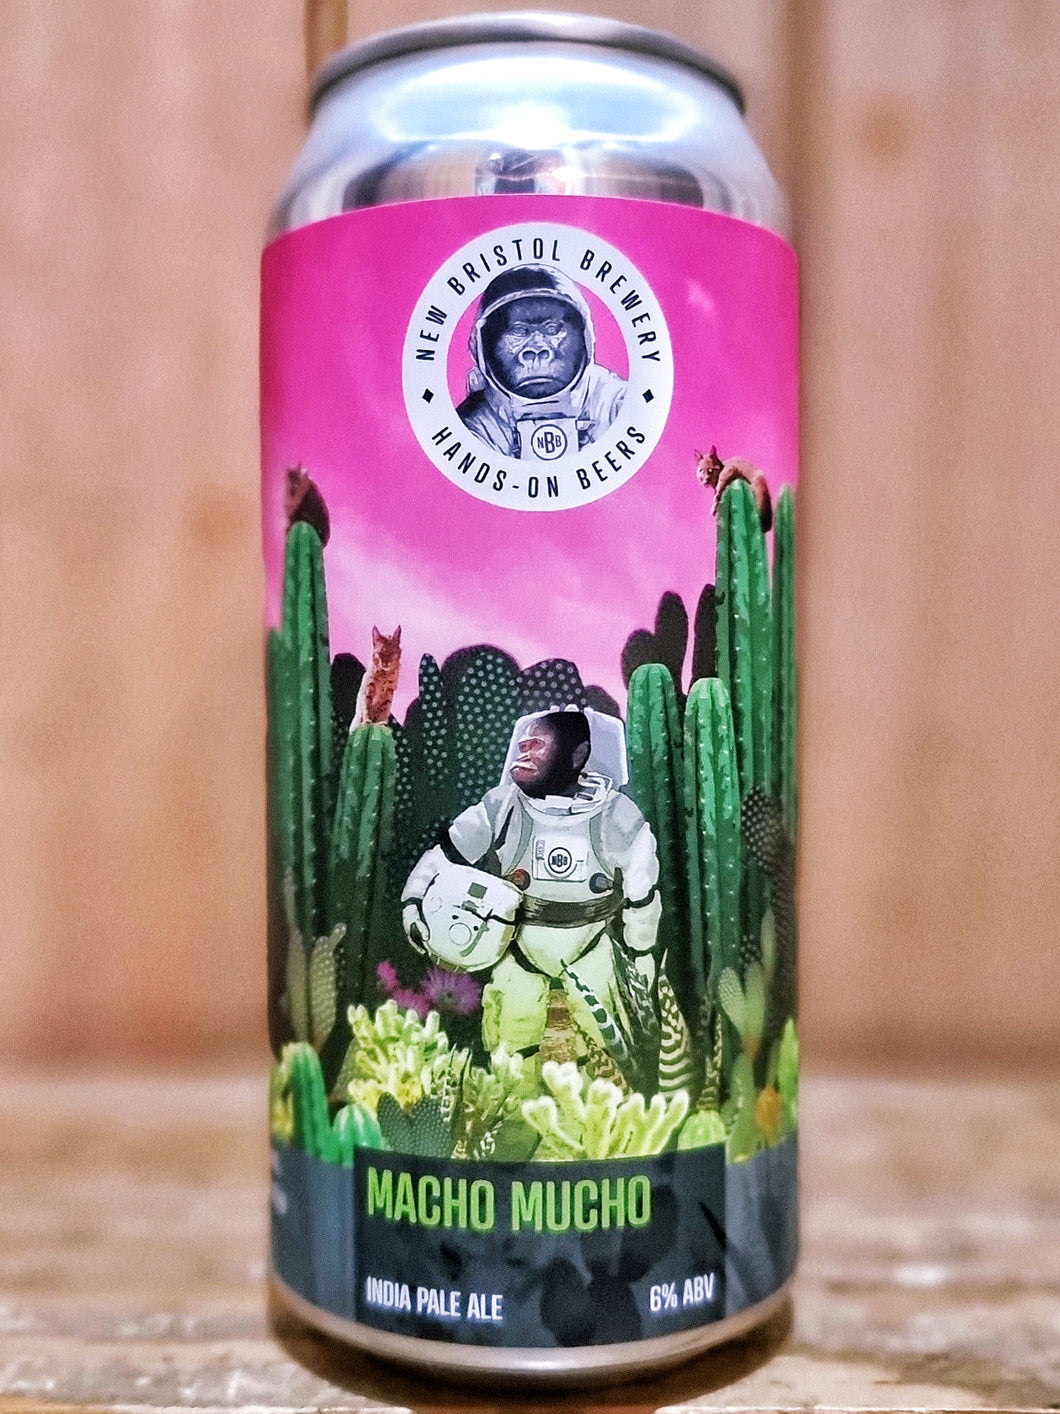 NEW BRISTOL BREWERY
HANDS-ON BEERS
NBB
NBB
MACHO MUCHO
INDIA PALE ALE
6% ABV